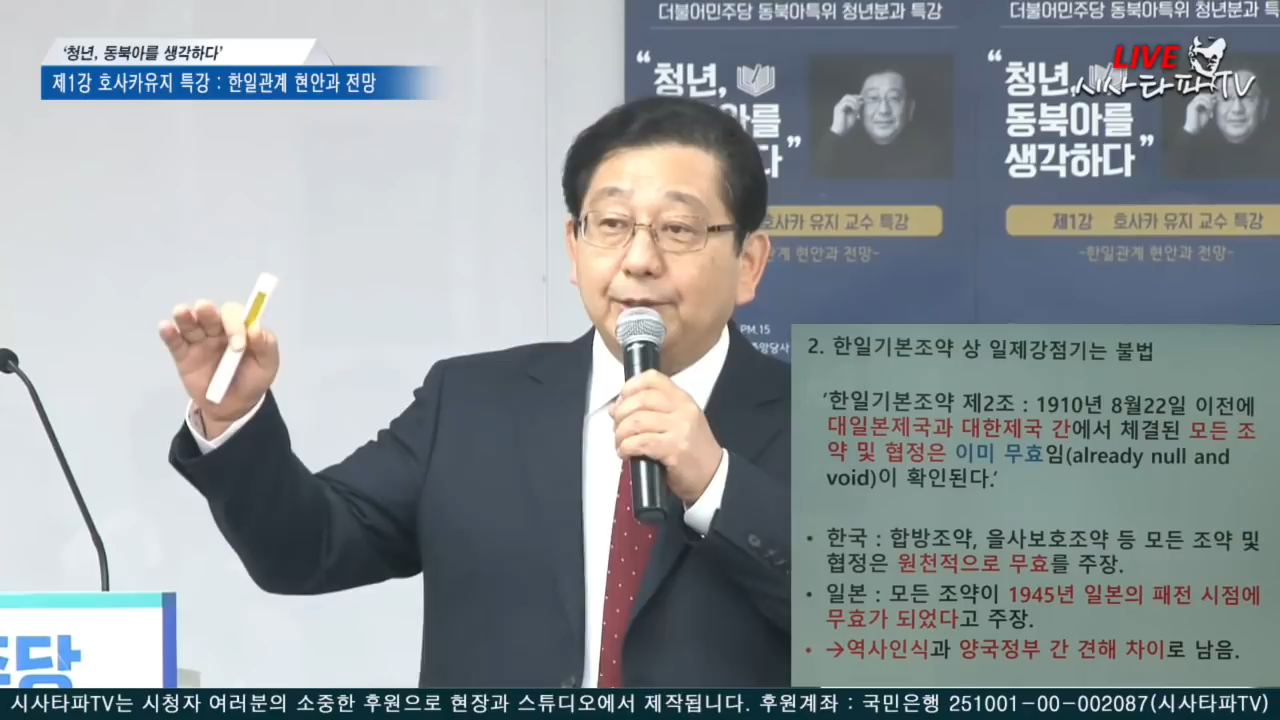 ‘청년, 동북아를 생각하다’
제1강 호사카유지 특강 : 한일관계 현안과 전망
더불어민주당 동북아특위 청년분과 특강
“청년,
아를
다”
호사카 유지 교수 특강
계 현안과 전망-
PM.15
중앙당사
더불어민주당 동북아특위 청년분과
“청년,
동북아를
생각하다”
제1강 호사카 유지 교수 특강
-한일관계 현안과 전망-
LIVE
시사타파TV
2. 한일기본조약 상 일제강점기는 불법
‘한일기본조약 제2조 : 1910년 8월22일 이전에
대일본제국과 대한제국 간에서 체결된 모든 조
약 및 협정은 이미 무효임(already null and
void)이 확인된다.’
• 한국 : 합방조약, 을사보호조약 등 모든 조약 및
협정은 원천적으로 무효를 주장.
• 일본 : 모든 조약이 1945년 일본의 패전 시점에
무효가 되었다고 주장.
• →역사인식과 양국정부 간 견해 차이로 남음.
주당
시사타파TV는 시청자 여러분의 소중한 후원으로 현장과 스튜디오에서 제작됩니다. 후원계좌 : 국민은행 251001-00-002087(시사타파TV)